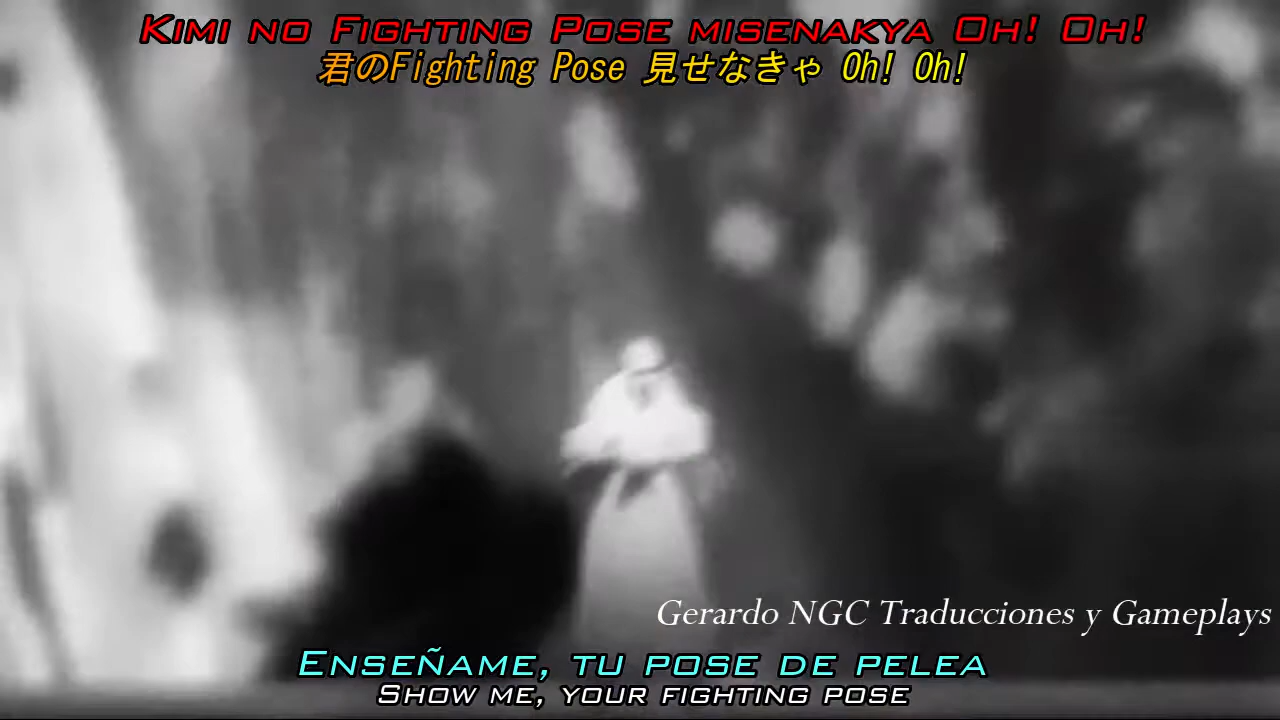 Kimi no Fighting Pose misenakya Oh! Oh!
君のFighting Pose 見せなきゃ Oh! Oh!
Gerardo NGC Traducciones y Gameplays
Enseñame, tu pose de pelea
Show me, your fighting pose